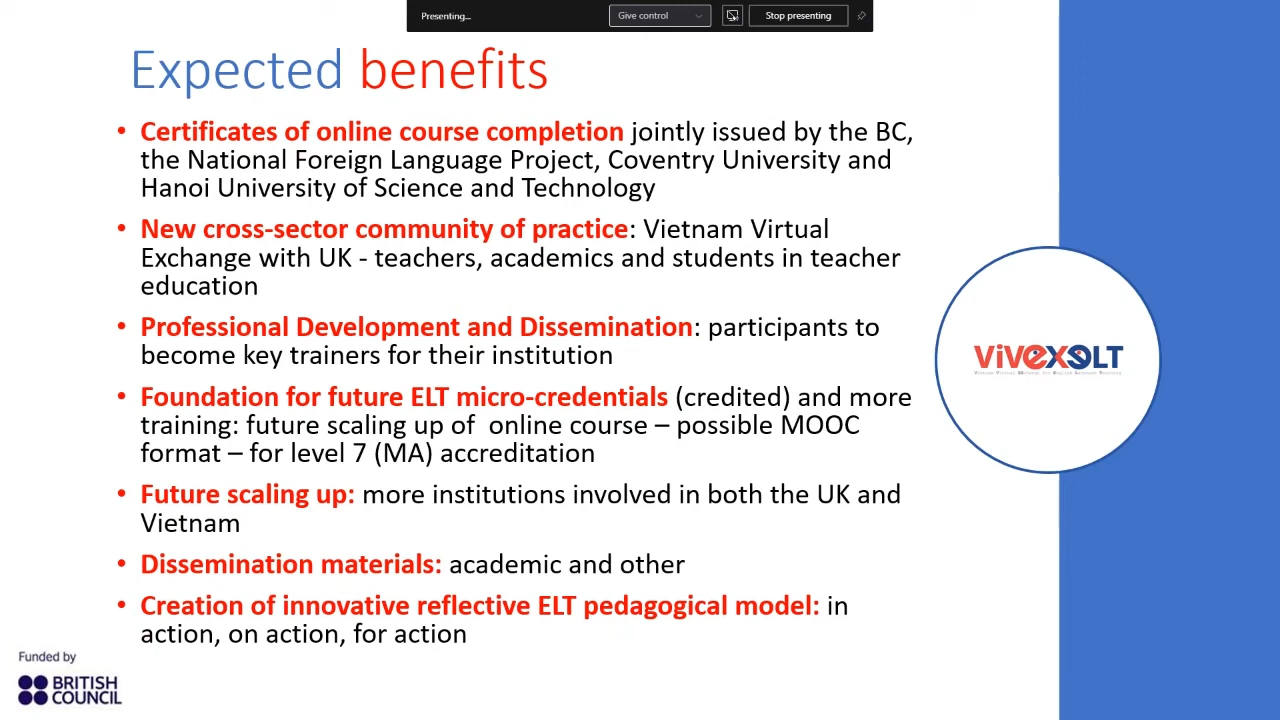 Presenting...
Give control
Stop presenting
Expected benefits
• Certificates of online course completion jointly issued by the BC,
the National Foreign Language Project, Coventry University and
Hanoi University of Science and Technology
• New cross-sector community of practice: Vietnam Virtual
Exchange with UK - teachers, academics and students in teacher
education
• Professional Development and Dissemination: participants to
become key trainers for their institution
• Foundation for future ELT micro-credentials (credited) and more
training: future scaling up of online course – possible MOOC
format – for level 7 (MA) accreditation
• Future scaling up: more institutions involved in both the UK and
Vietnam
• Dissemination materials: academic and other
• Creation of innovative reflective ELT pedagogical model: in
action, on action, for action
ViVexELT
Funded by
BRITISH
COUNCIL